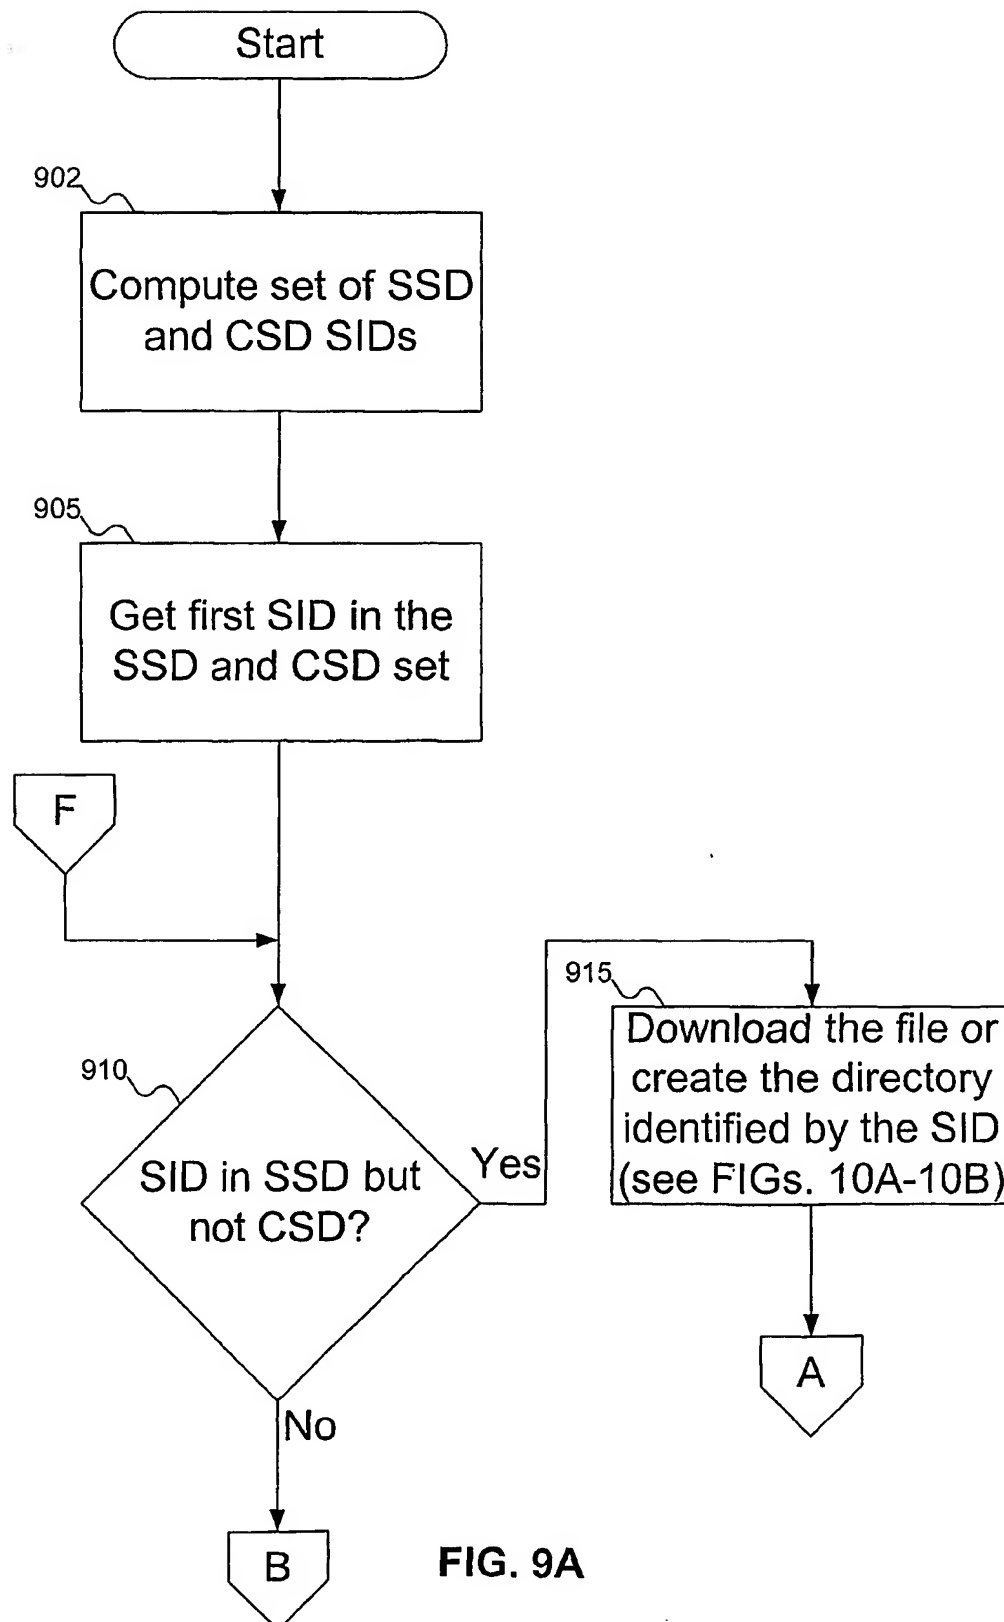 Start
902
Compute set of SSD
and CSD SIDs
905
Get first SID in the
SSD and CSD set
F
910
SID in SSD but
not CSD?
Yes
915
Download the file or
create the directory
identified by the SID
(see FIGs. 10A-10B)
A
No
B
FIG. 9A